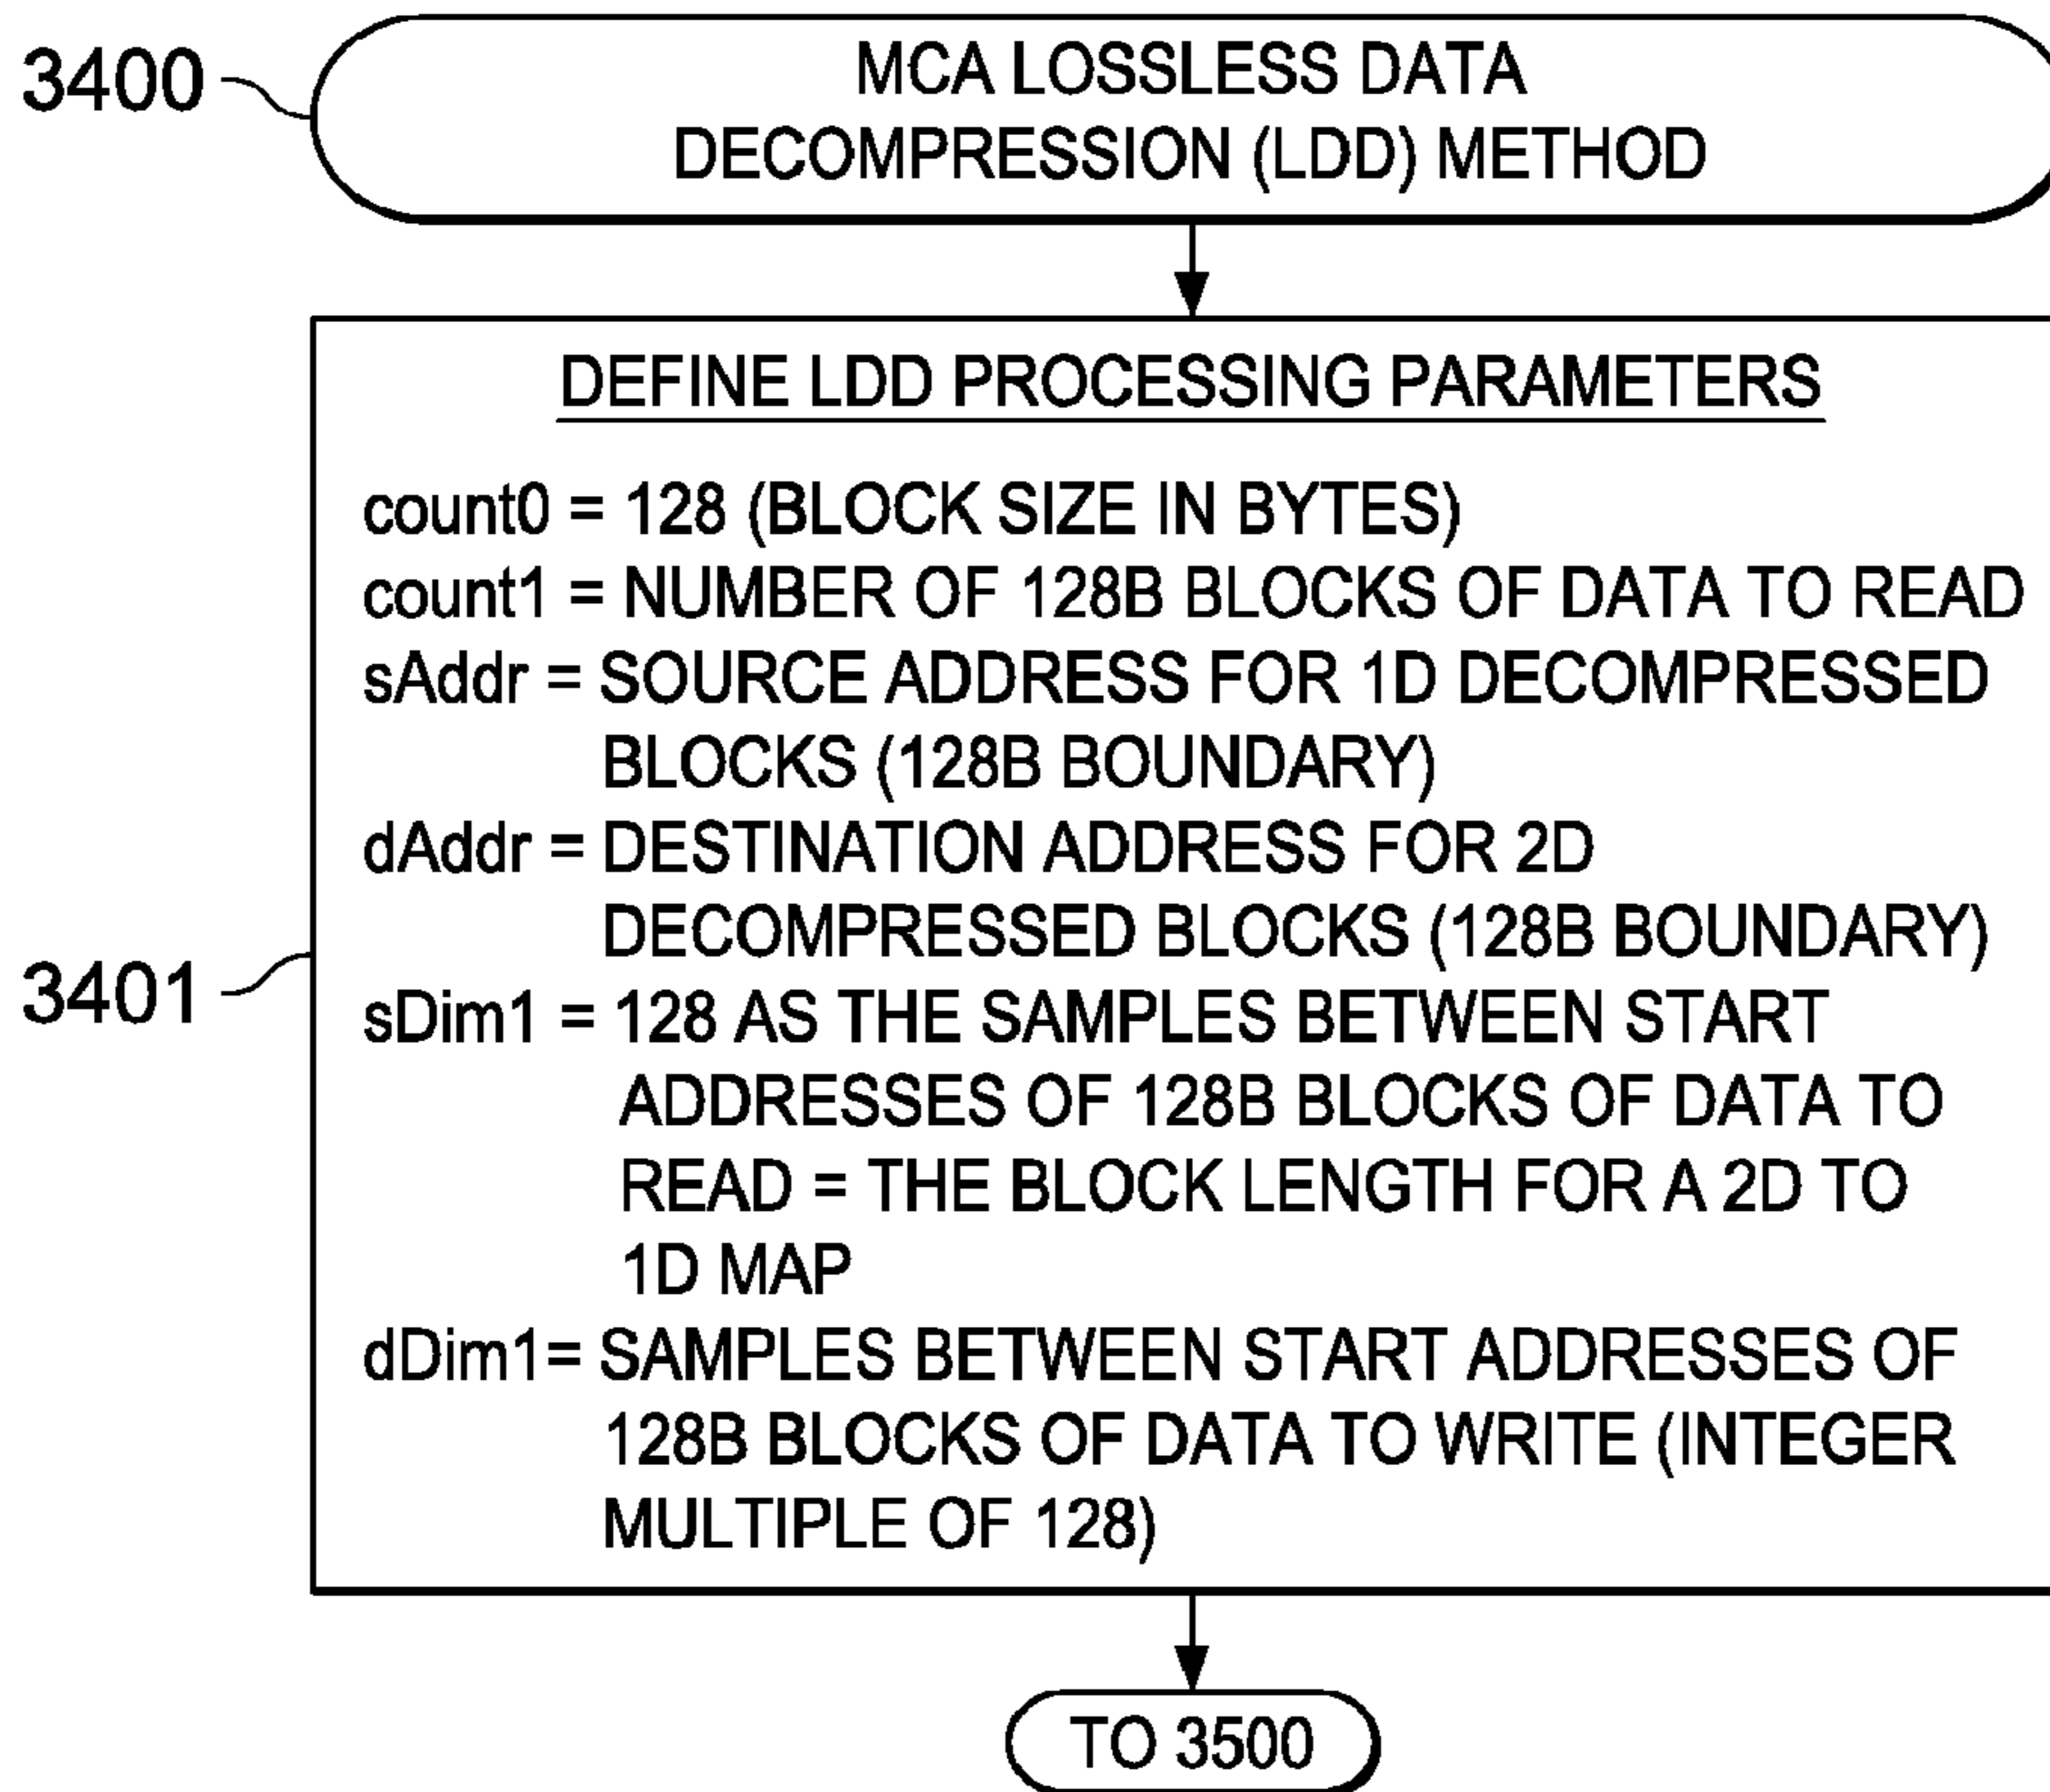 3400
MCA LOSSLESS DATA
DECOMPRESSION (LDD) METHOD
DEFINE LDD PROCESSING PARAMETERS
count0 = 128 (BLOCK SIZE IN BYTES)
count1 = NUMBER OF 128B BLOCKS OF DATA TO READ
sAddr = SOURCE ADDRESS FOR 1D DECOMPRESSED
BLOCKS (128B BOUNDARY)
dAddr = DESTINATION ADDRESS FOR 2D
DECOMPRESSED BLOCKS (128B BOUNDARY)
3401
sDim1 = 128 AS THE SAMPLES BETWEEN START
ADDRESSES OF 128B BLOCKS OF DATA TO
READ = THE BLOCK LENGTH FOR A 2D TO
1D MAP
dDim1= SAMPLES BETWEEN START ADDRESSES OF
128B BLOCKS OF DATA TO WRITE (INTEGER
MULTIPLE OF 128)
TO 3500